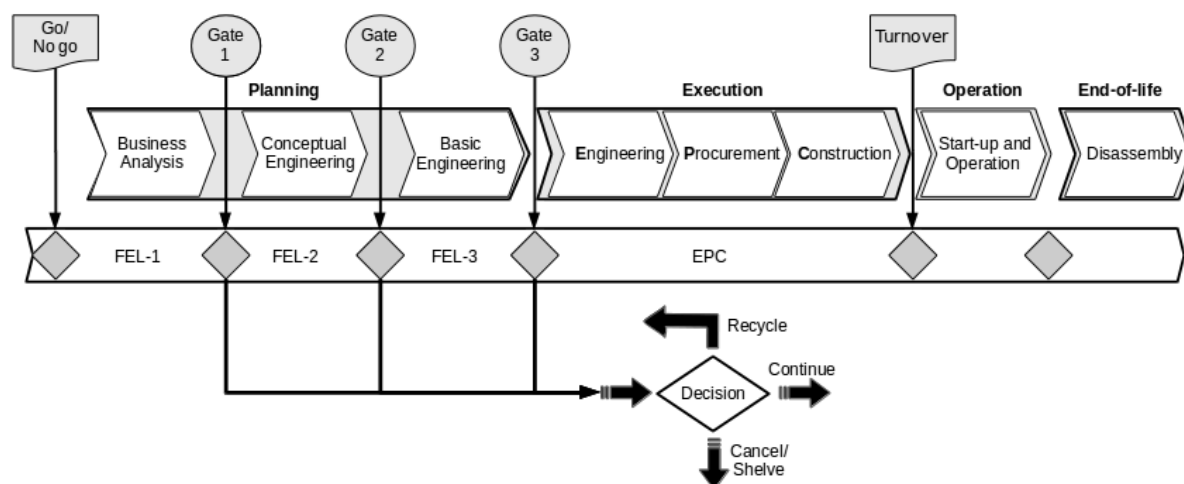 Go/
No go
Gate
1
Gate
2
Gate
3
Turnover
Planning
Execution
Operation
End-of-life
Business
Analysis
Conceptual
Engineering
Basic
Engineering
Engineering
Procurement
Construction
Start-up and
Operation
Disassembly
FEL-1
FEL-2
FEL-3
EPC
Recycle
Decision
Continue
Cancel/
Shelve